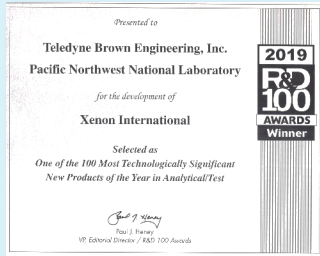 Presented to
Teledyne Brown Engineering, Inc.
Pacific Northwest National Laboratory
for the development of
Xenon International
Selected as
One of the 100 Most Technologically Significant
New Products of the Year in Analytical/Test
Paul J. Heney
Paul J. Heney
VP, Editorial Director / R&D 100 Awards
2019
R&D
100
AWARDS
Winner